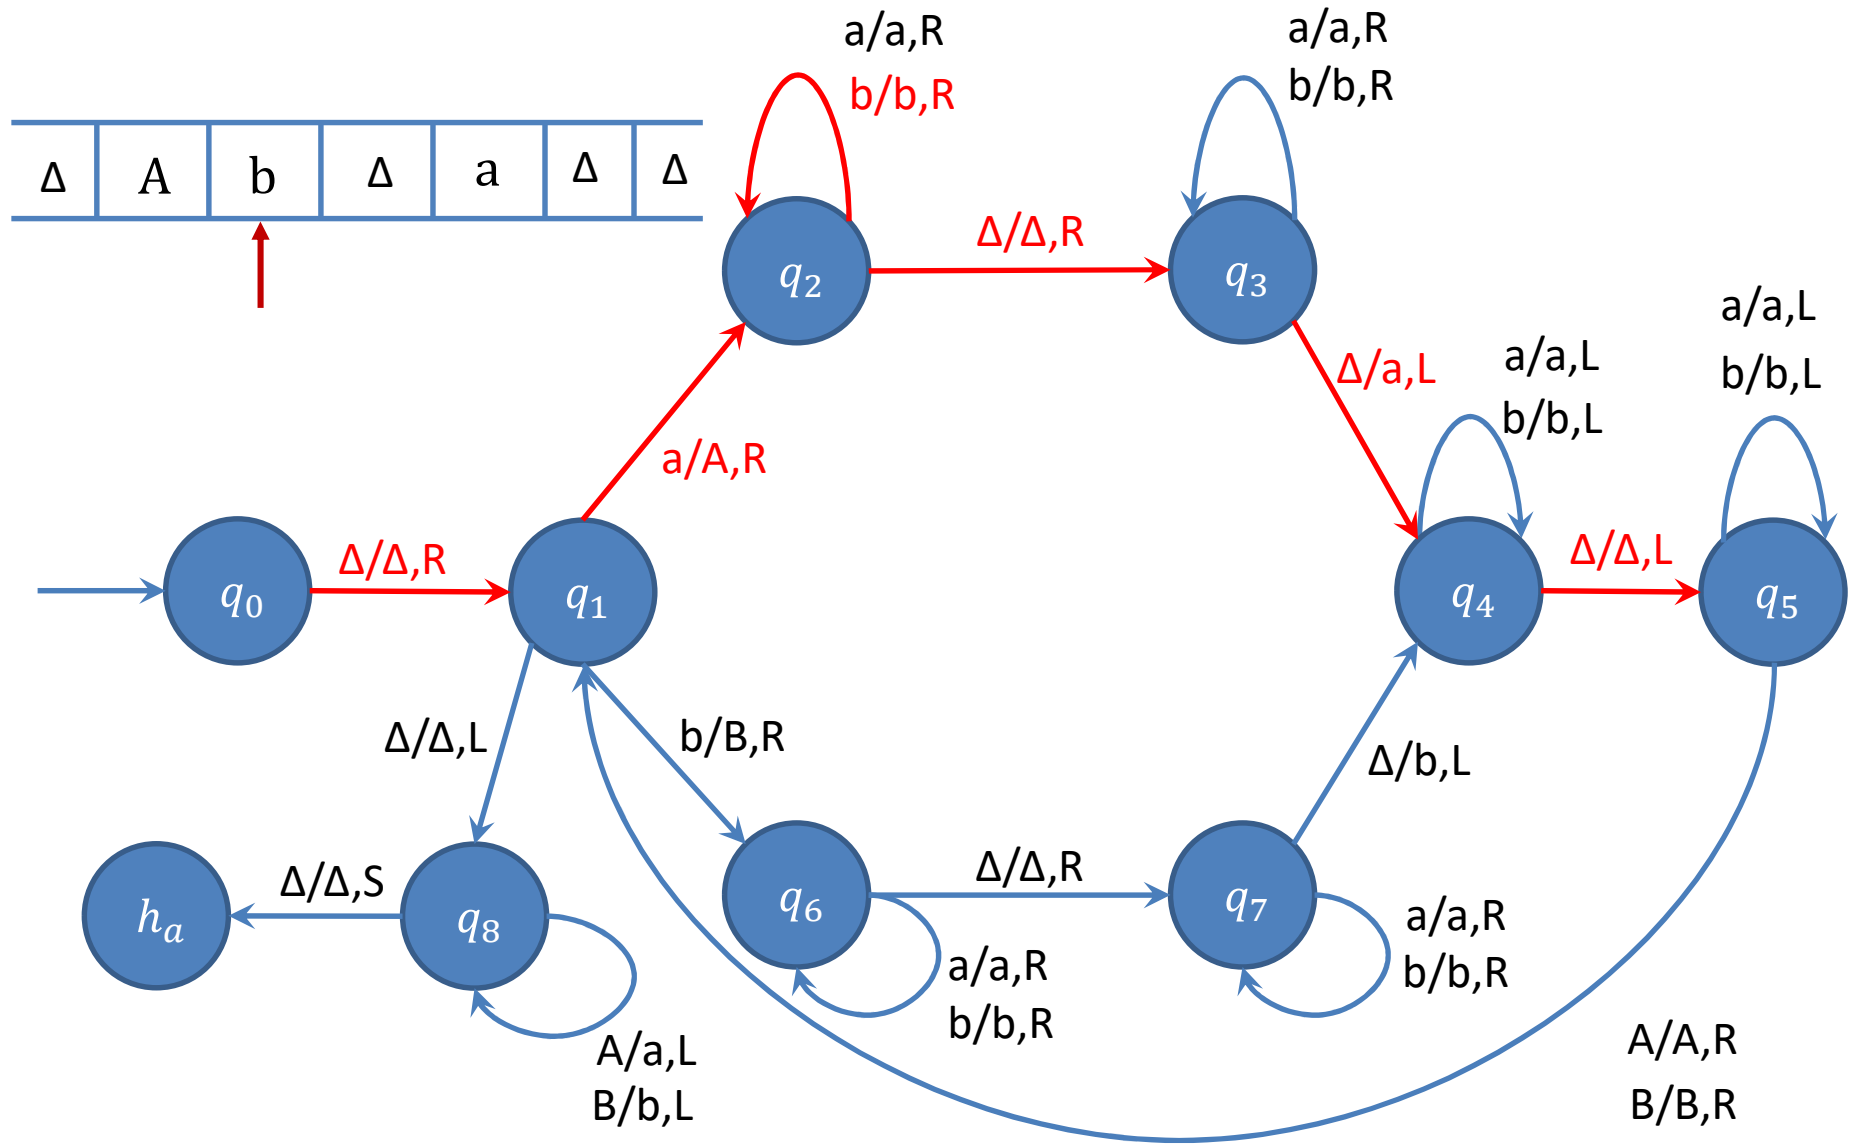 a/a,R
b/b,R
a/a,R
b/b,R
Δ A b Δ a Δ Δ
q2
Δ/Δ,R
q3
a/a,L
b/b,L
a/a,L
b/b,L
Δ/a,L
a/A,R
q0
Δ/Δ,R
q1
q4
Δ/Δ,L
q5
Δ/Δ,L
b/B,R
Δ/b,L
ha
Δ/Δ,S
q8
q6
Δ/Δ,R
q7
a/a,R
b/b,R
a/a,R
b/b,R
A/a,L
B/b,L
A/A,R
B/B,R